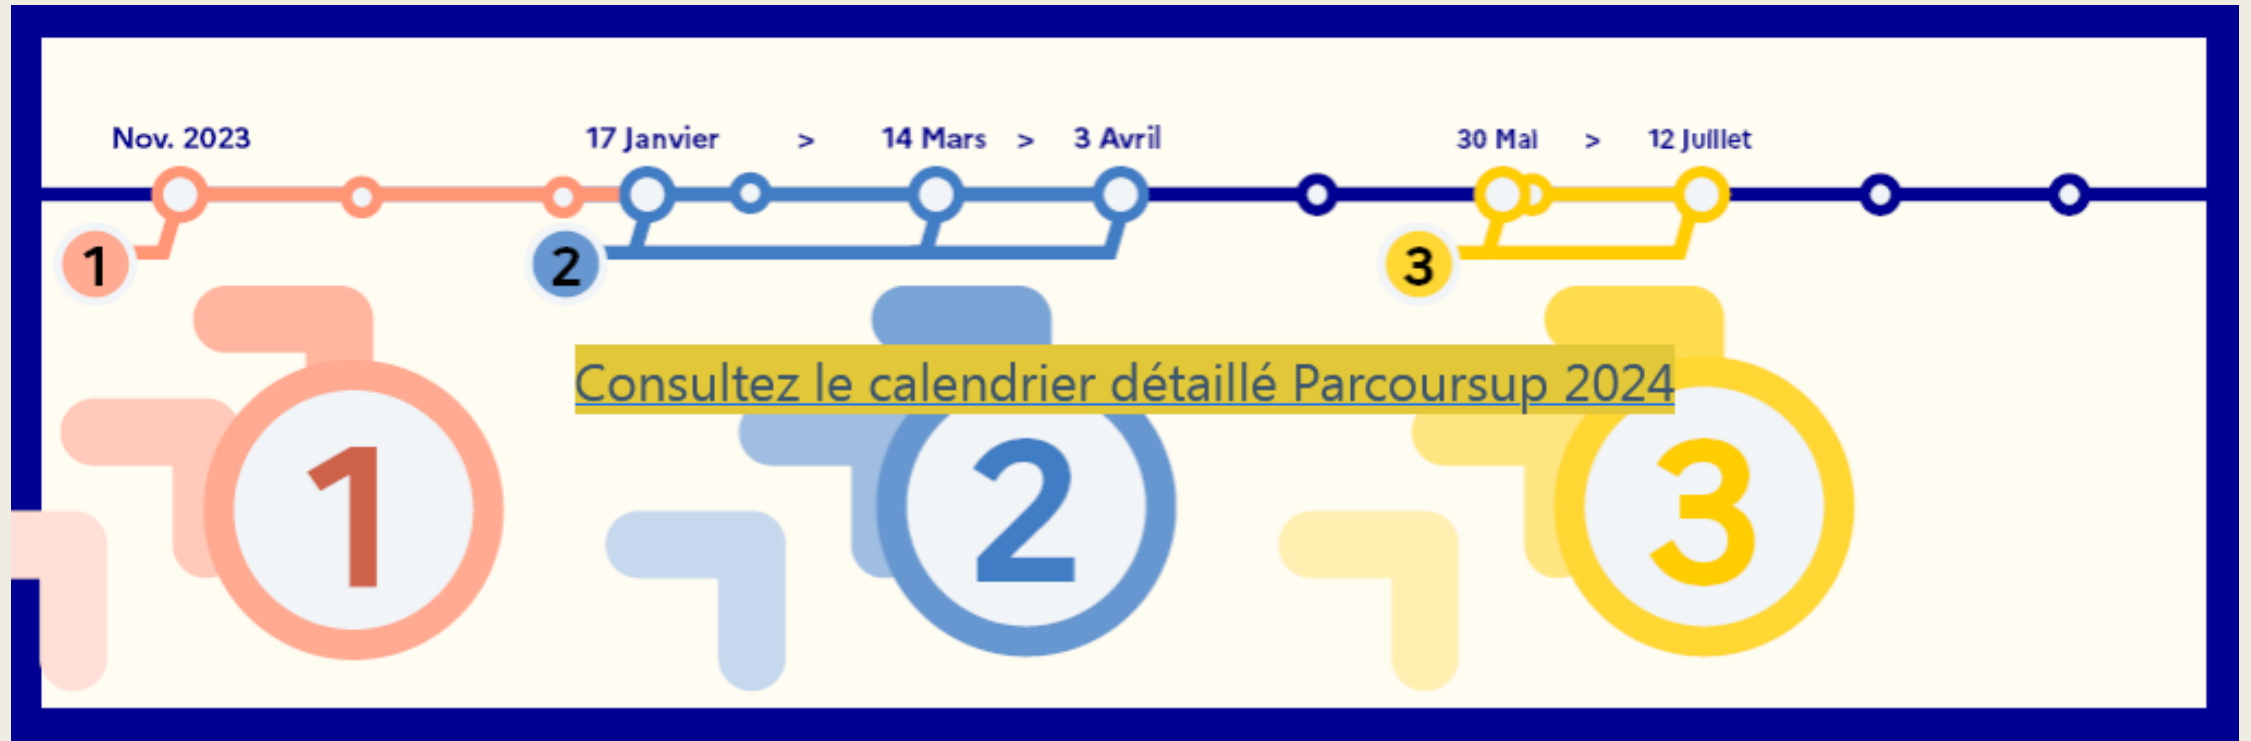 Nov. 2023 17 Janvier > 14 Mars > 3 Avril 30 Mai > 12 Juillet
1 2 3
Consultez le calendrier détaillé Parcoursup 2024
1 2 3